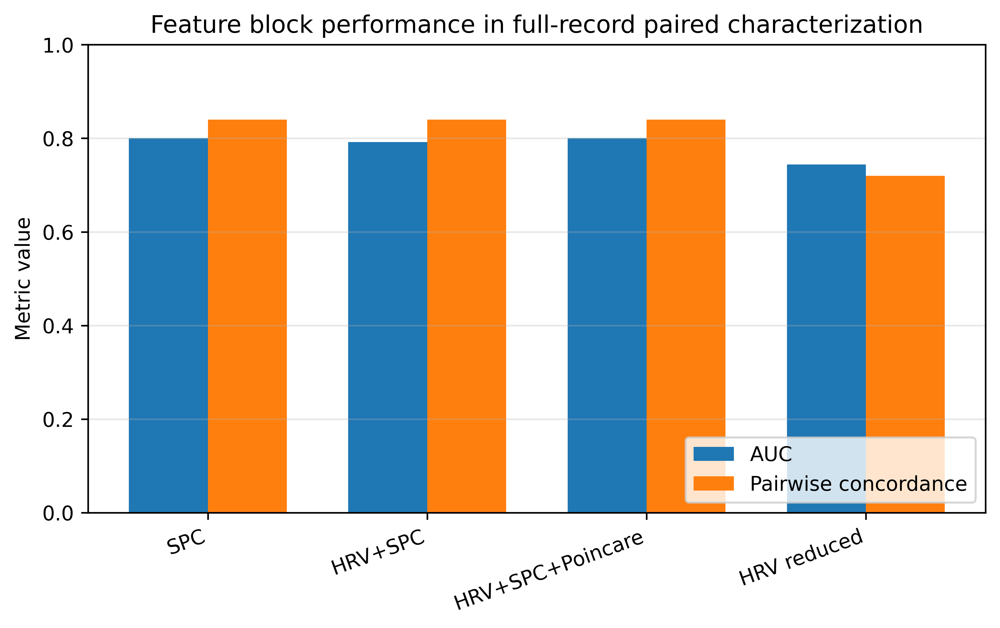 Feature block performance in full-record paired characterization
1.0
0.8
0.6
0.4
0.2
0.0
Metric value
AUC
Pairwise concordance
SPC
HRV+SPC
HRV+SPC+Poincare
HRV reduced